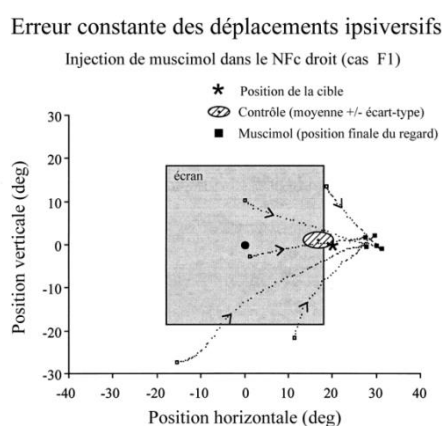 Erreur constante des déplacements ipsiversifs
Injection de muscimol dans le NFc droit (cas F1)
Position de la cible
Contrôle (moyenne +/- écart-type)
Muscimol (position finale du regard)
écran
Position verticale (deg)
30
20
10
0
-10
-20
-30
-40 -30 -20 -10 0 10 20 30 40
Position horizontale (deg)